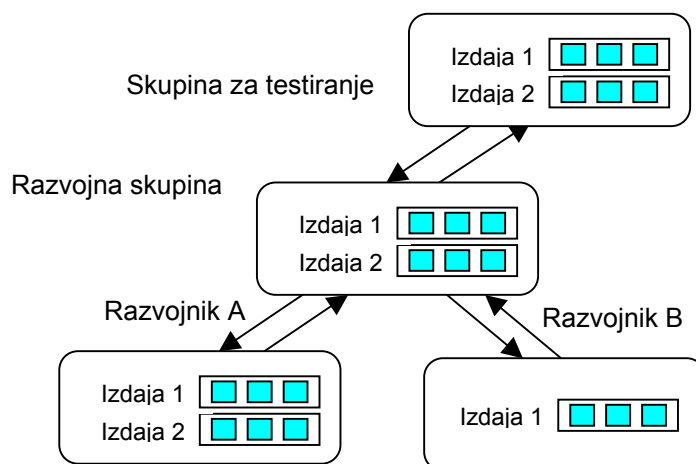 Izdaja 1
Skupina za testiranje
Izdaja 2
Razvojna skupina
Izdaja 1
Izdaja 2
Razvojnik A
Razvojnik B
Izdaja 1
Izdaja 2
Izdaja 1